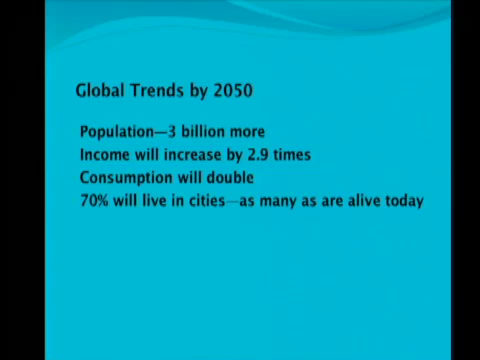 Global Trends by 2050
Population—3 billion more
Income will increase by 2.9 times
Consumption will double
70% will live in cities—as many as are alive today